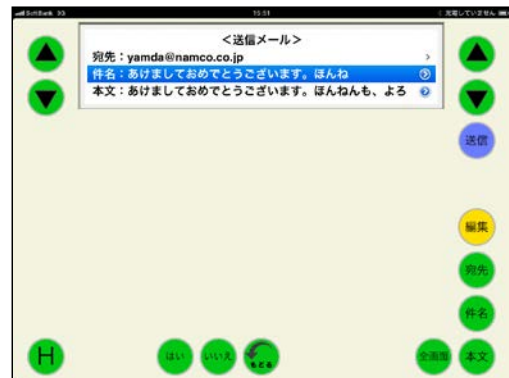 SoftBank 3G 19:51 充電していません
<送信メール>
宛先：yamda@namco.co.jp
件名：あけましておめでとうございます。ほんね
本文：あけましておめでとうございます。ほんねんも、よろ
送信
編集
宛先
件名
H はい いいえ もどる 全画面 本文